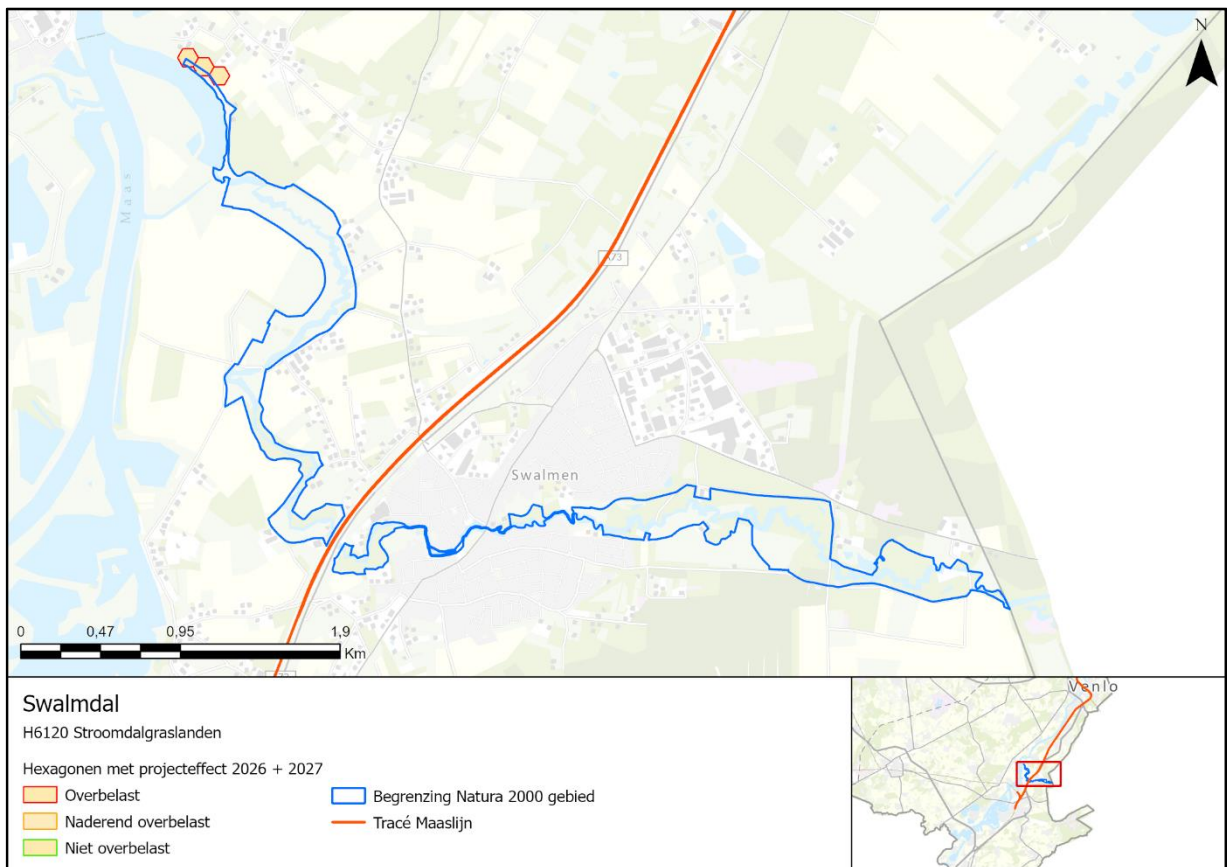 N
Maas
A73
Swalmen
0 0,47 0,95 1,9
Km
Swalmdal
H6120 Stroomdalgraslanden
Hexagonen met projecteffect 2026 + 2027
Overbelast
Naderend overbelast
Niet overbelast
Begrenzing Natura 2000 gebied
Tracé Maaslijn
Venlo